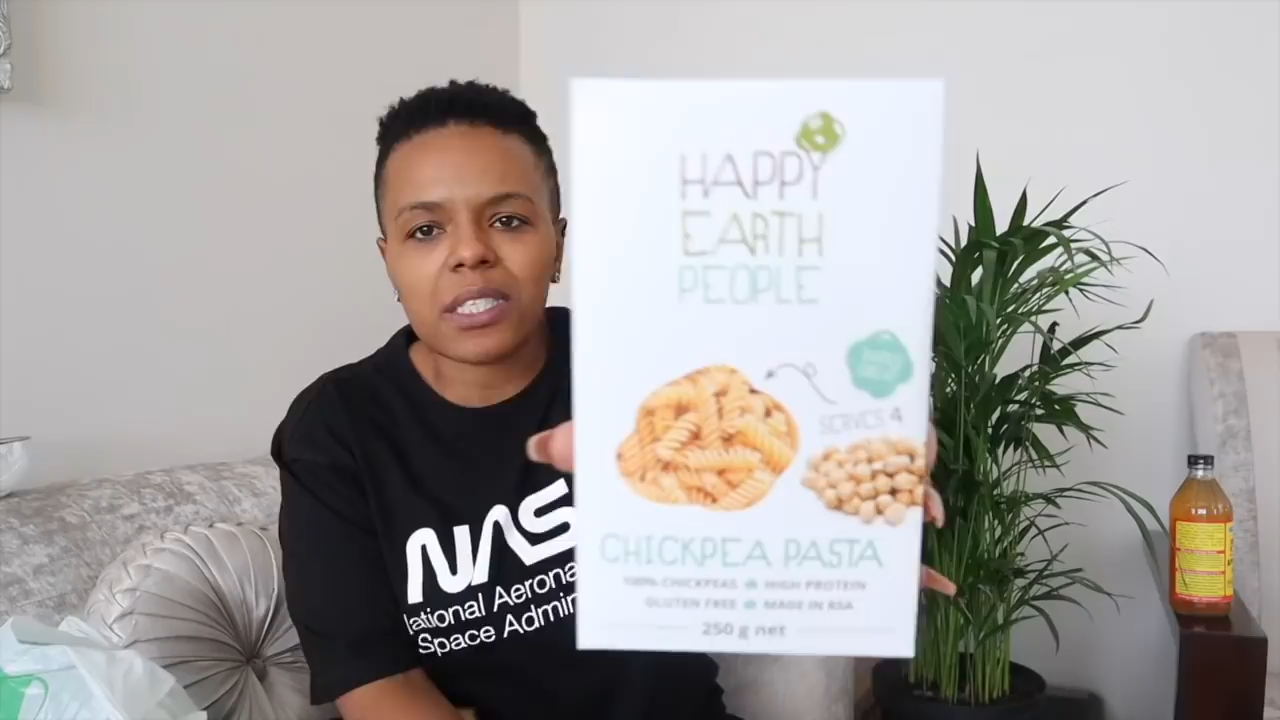 HAPPY
EARTH
PEOPLE
SERVES 4
CHICKPEA PASTA
100% CHICKPEAS HIGH PROTEIN
GLUTEN FREE MADE IN RSA
250 g net
NAS
National Aerona
Space Admin